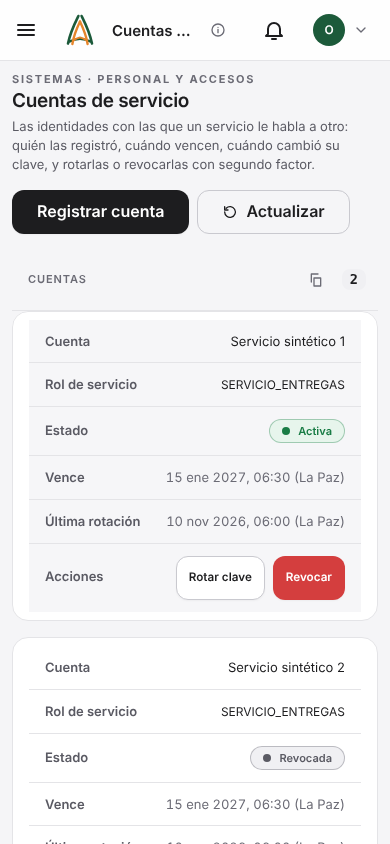 Cuentas ...
O
SISTEMAS · PERSONAL Y ACCESOS
Cuentas de servicio
Las identidades con las que un servicio le habla a otro:
quién las registró, cuándo vencen, cuándo cambió su
clave, y rotarlas o revocarlas con segundo factor.
Registrar cuenta
Actualizar
CUENTAS
2
Cuenta Servicio sintético 1
Rol de servicio SERVICIO_ENTREGAS
Estado Activa
Vence 15 ene 2027, 06:30 (La Paz)
Última rotación 10 nov 2026, 06:00 (La Paz)
Acciones Rotar clave Revocar
Cuenta Servicio sintético 2
Rol de servicio SERVICIO_ENTREGAS
Estado Revocada
Vence 15 ene 2027, 06:30 (La Paz)